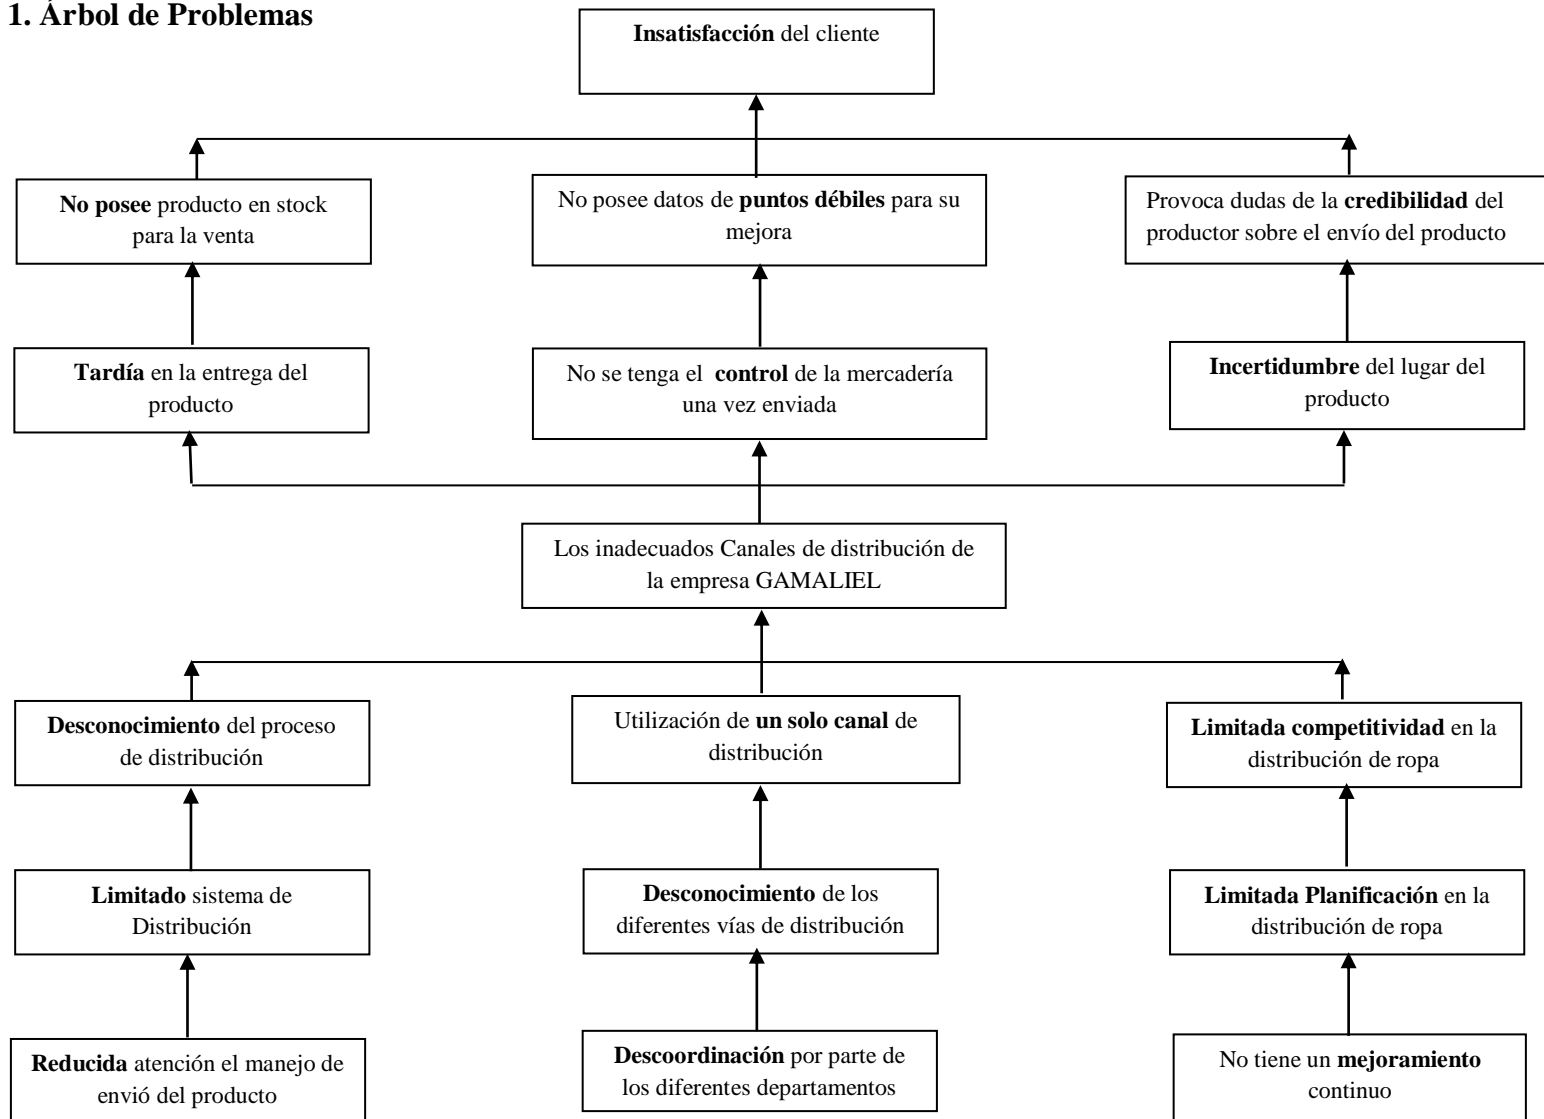 1. Árbol de Problemas
Insatisfacción del cliente
No posee producto en stock
para la venta
No posee datos de puntos débiles para su
mejora
Provoca dudas de la credibilidad del
productor sobre el envío del producto
Tardía en la entrega del
producto
No se tenga el control de la mercadería
una vez enviada
Incertidumbre del lugar del
producto
Los inadecuados Canales de distribución de
la empresa GAMALIEL
Desconocimiento del proceso
de distribución
Utilización de un solo canal de
distribución
Limitada competitividad en la
distribución de ropa
Limitado sistema de
Distribución
Desconocimiento de los
diferentes vías de distribución
Limitada Planificación en la
distribución de ropa
Reducida atención el manejo de
envió del producto
Descoordinación por parte de
los diferentes departamentos
No tiene un mejoramiento
continuo